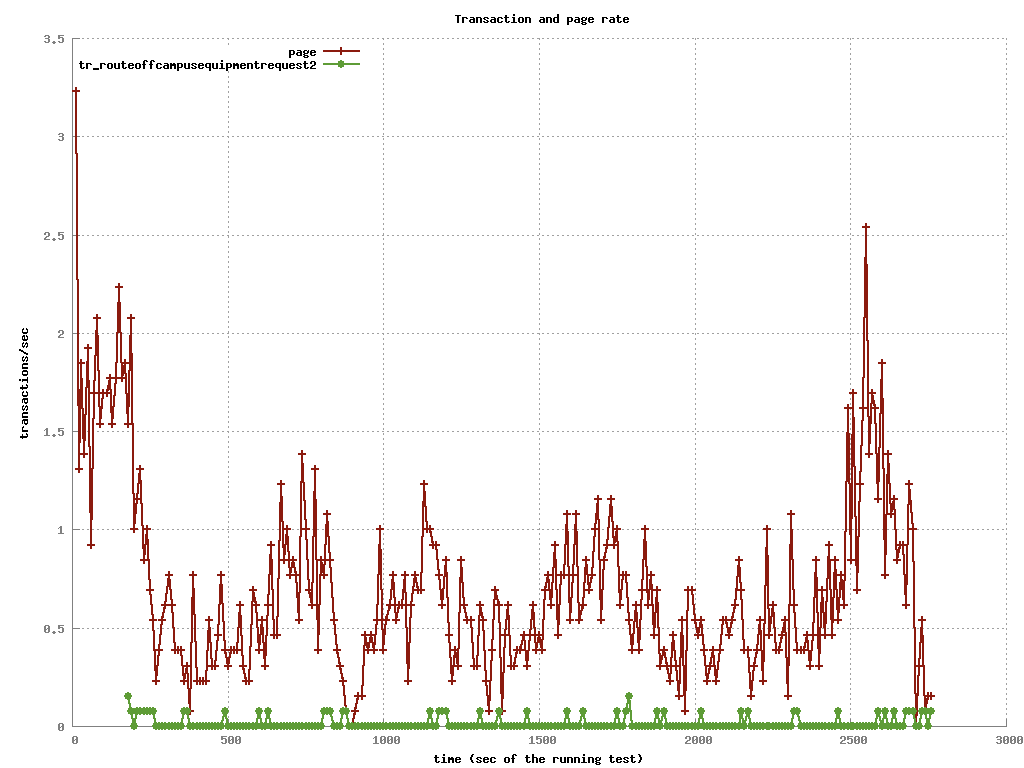 Transaction and page rate
page
tr_routeoffcampusequipmentrequest2
transactions/sec
3.5
3
2.5
2
1.5
1
0.5
0
0 500 1000 1500 2000 2500 3000
time (sec of the running test)